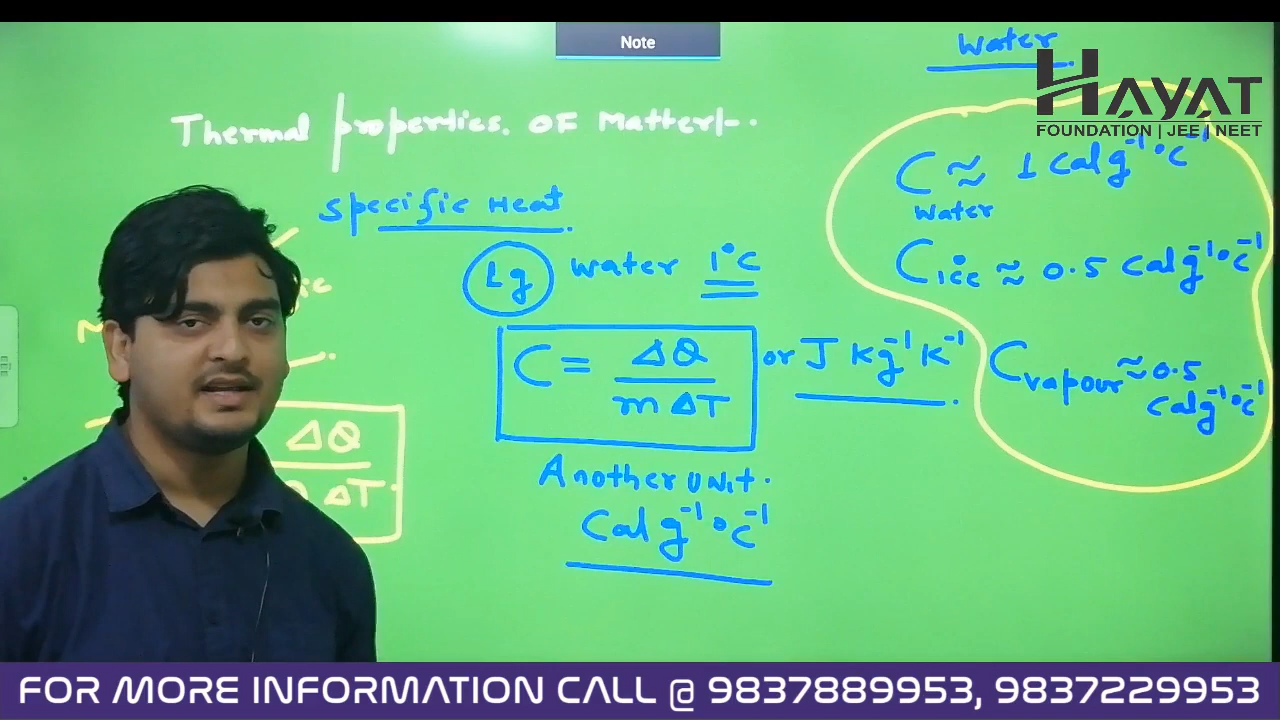 Note
Water
HAYAT
FOUNDATION | JEE | NEET
Thermal properties. OF Matter:-
Specific Heat
1g water 1°C
C = ΔQ / m ΔT or J Kg⁻¹ K⁻¹
Another UNit.
Cal g⁻¹ °C⁻¹
C water ≈ 1 Cal g⁻¹ °C⁻¹
C ice ≈ 0.5 Cal g⁻¹ °C⁻¹
C vapour ≈ 0.5
Cal g⁻¹ °C⁻¹
ΔQ
ΔT.
FOR MORE INFORMATION CALL @ 9837889953, 9837229953